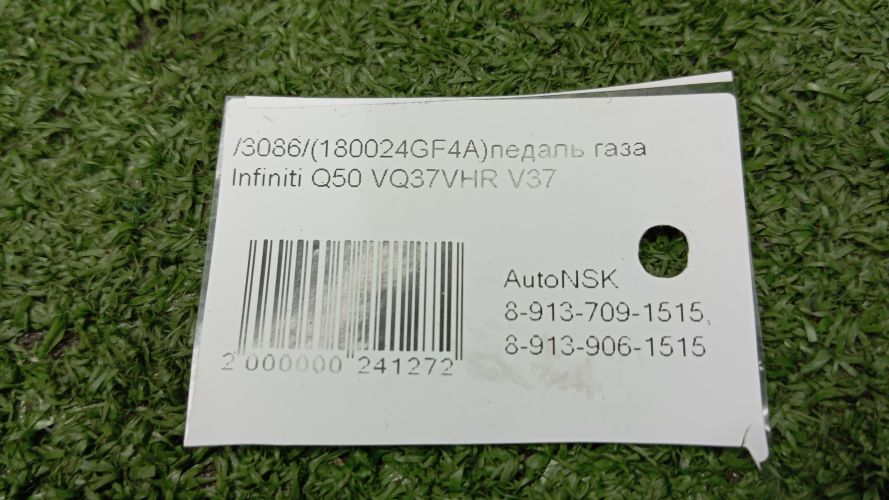 /3086/(180024GF4A)педаль газа
Infiniti Q50 VQ37VHR V37
AutoNSK
8-913-709-1515,
8-913-906-1515
2 000000 241272